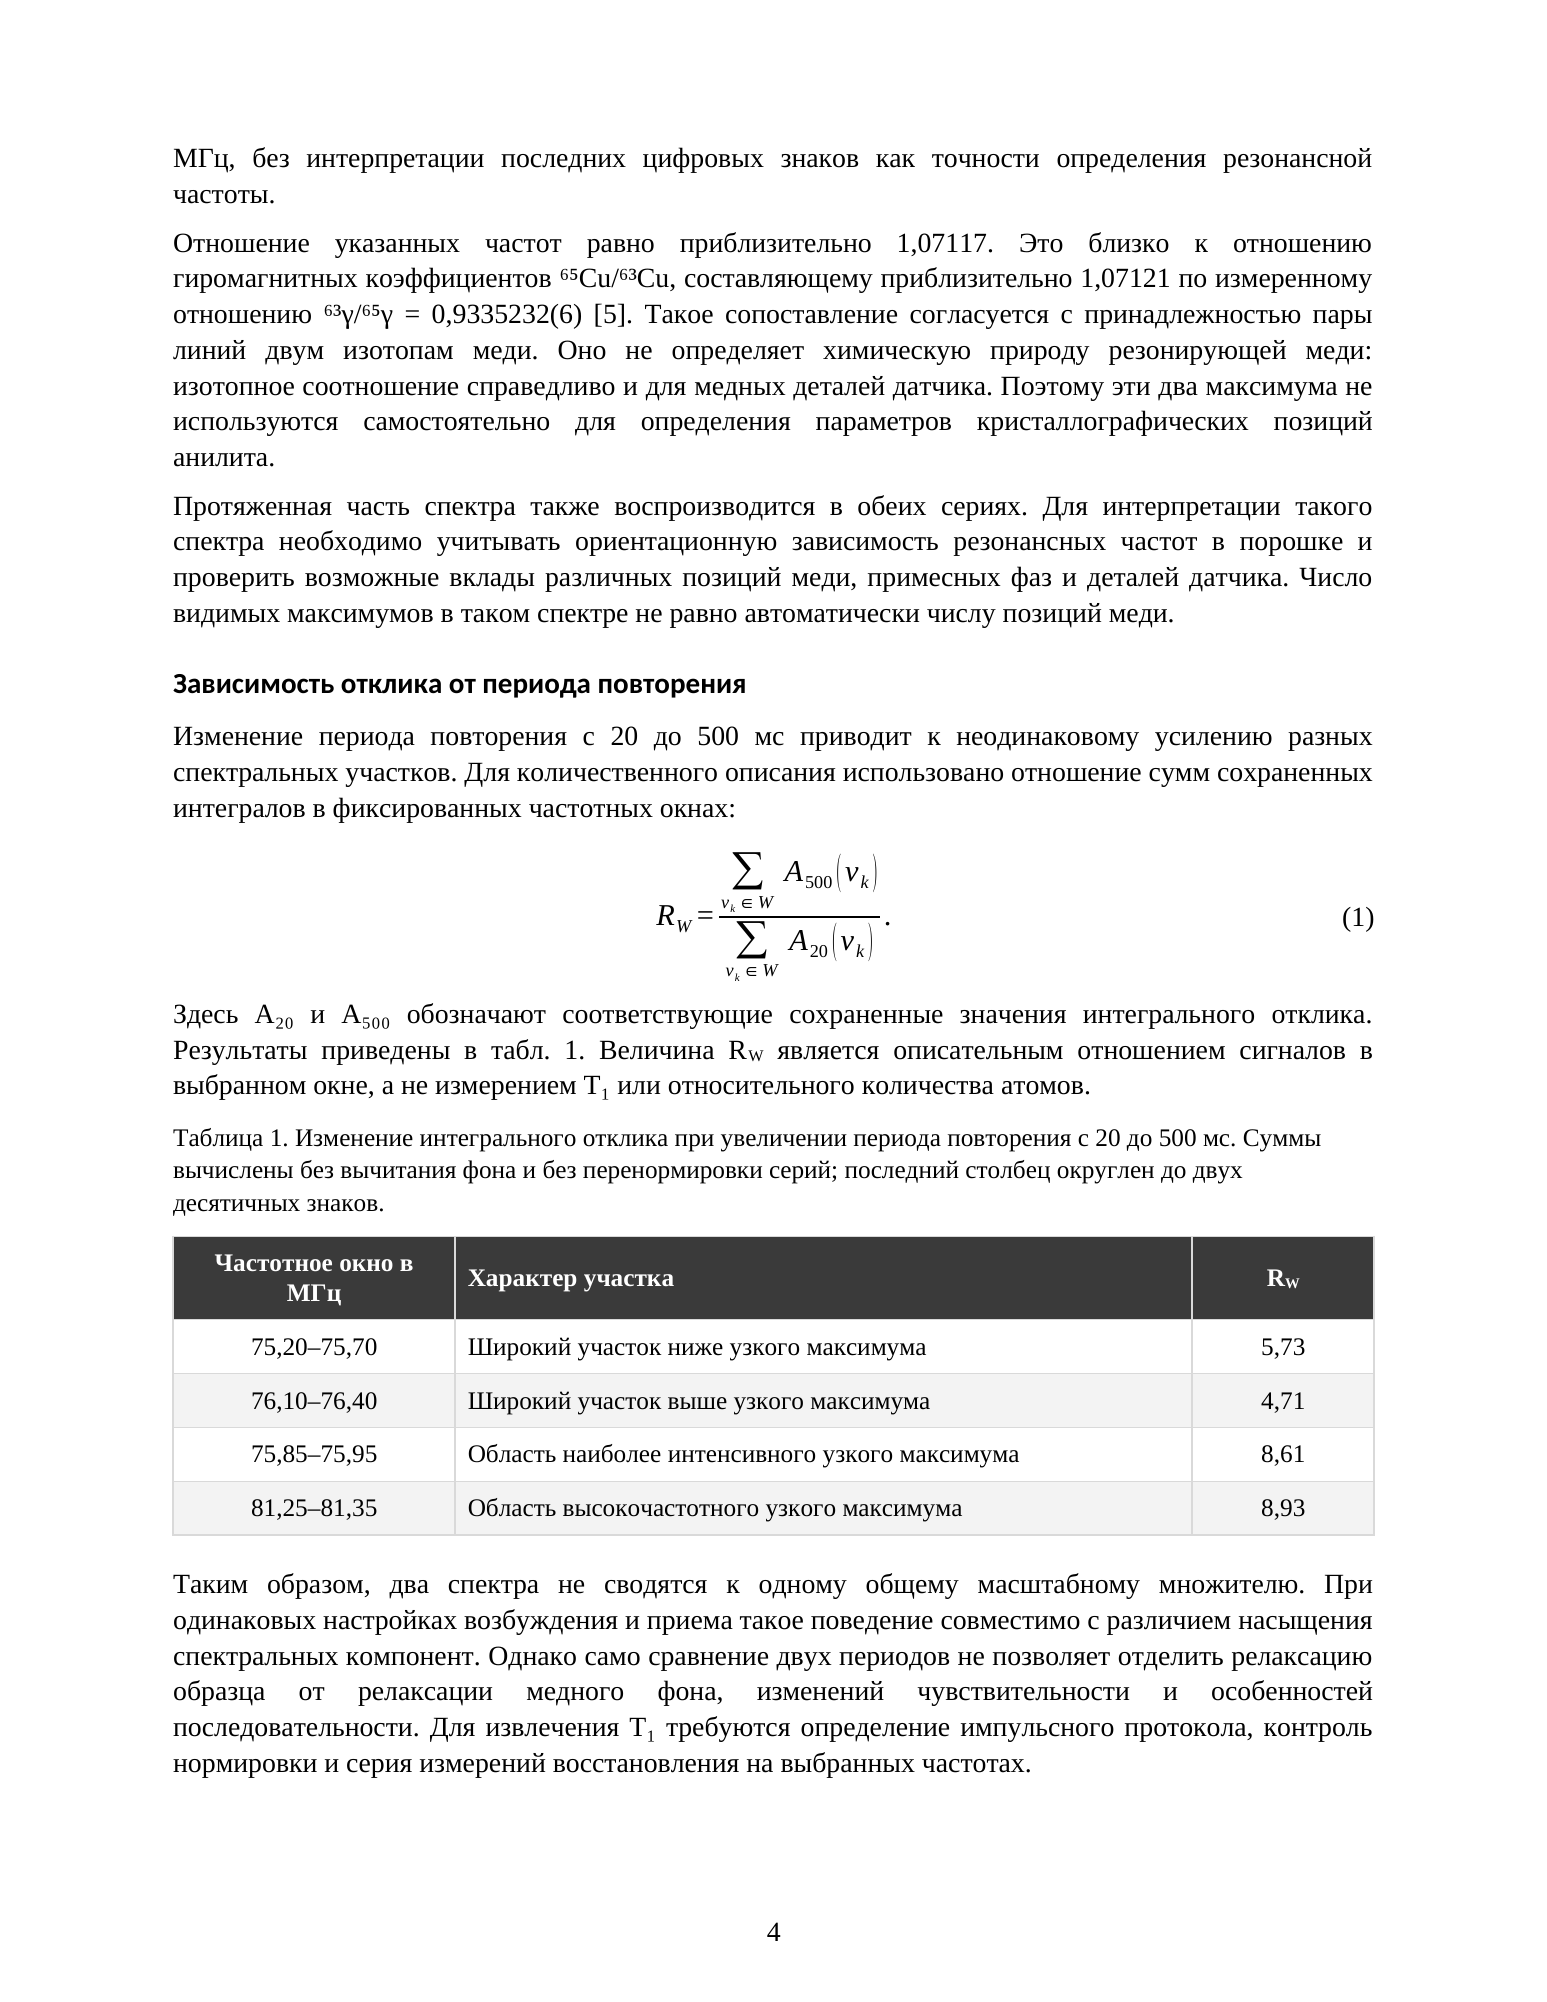 МГц, без интерпретации последних цифровых знаков как точности определения резонансной
частоты.
Отношение указанных частот равно приблизительно 1,07117. Это близко к отношению
гиромагнитных коэффициентов ⁶⁵Cu/⁶³Cu, составляющему приблизительно 1,07121 по измеренному
отношению ⁶³γ/⁶⁵γ = 0,9335232(6) [5]. Такое сопоставление согласуется с принадлежностью пары
линий двум изотопам меди. Оно не определяет химическую природу резонирующей меди:
изотопное соотношение справедливо и для медных деталей датчика. Поэтому эти два максимума не
используются самостоятельно для определения параметров кристаллографических позиций
анилита.
Протяженная часть спектра также воспроизводится в обеих сериях. Для интерпретации такого
спектра необходимо учитывать ориентационную зависимость резонансных частот в порошке и
проверить возможные вклады различных позиций меди, примесных фаз и деталей датчика. Число
видимых максимумов в таком спектре не равно автоматически числу позиций меди.
Зависимость отклика от периода повторения
Изменение периода повторения с 20 до 500 мс приводит к неодинаковому усилению разных
спектральных участков. Для количественного описания использовано отношение сумм сохраненных
интегралов в фиксированных частотных окнах:
R_W = ∑_{ν_k ∈ W} A_500(ν_k) / ∑_{ν_k ∈ W} A_20(ν_k). (1)
Здесь A₂₀ и A₅₀₀ обозначают соответствующие сохраненные значения интегрального отклика.
Результаты приведены в табл. 1. Величина R_W является описательным отношением сигналов в
выбранном окне, а не измерением T₁ или относительного количества атомов.
Таблица 1. Изменение интегрального отклика при увеличении периода повторения с 20 до 500 мс. Суммы
вычислены без вычитания фона и без перенормировки серий; последний столбец округлен до двух
десятичных знаков.
Частотное окно в
МГц
Характер участка
R_W
75,20–75,70 Широкий участок ниже узкого максимума 5,73
76,10–76,40 Широкий участок выше узкого максимума 4,71
75,85–75,95 Область наиболее интенсивного узкого максимума 8,61
81,25–81,35 Область высокочастотного узкого максимума 8,93
Таким образом, два спектра не сводятся к одному общему масштабному множителю. При
одинаковых настройках возбуждения и приема такое поведение совместимо с различием насыщения
спектральных компонент. Однако само сравнение двух периодов не позволяет отделить релаксацию
образца от релаксации медного фона, изменений чувствительности и особенностей
последовательности. Для извлечения T₁ требуются определение импульсного протокола, контроль
нормировки и серия измерений восстановления на выбранных частотах.
4